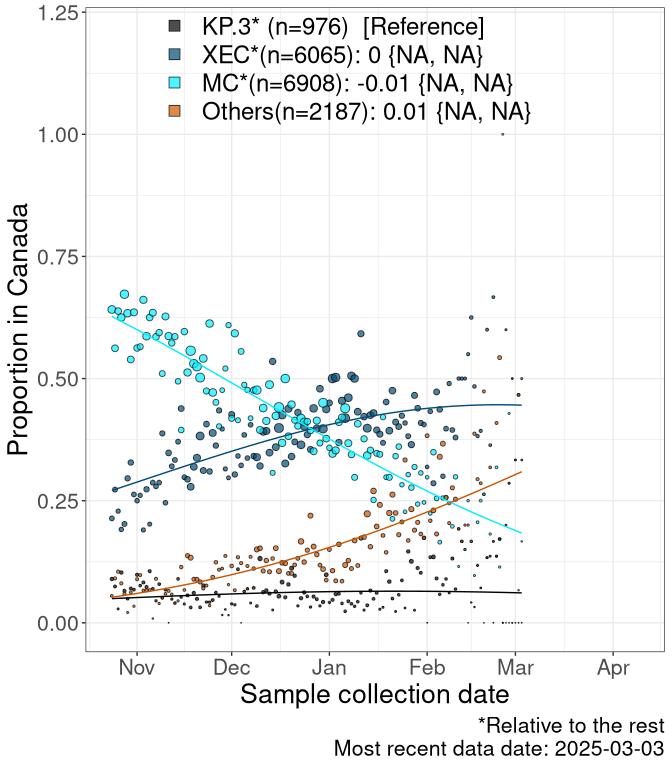 1.25
KP.3* (n=976)  [Reference]
XEC*(n=6065): 0 {NA, NA}
MC*(n=6908): -0.01 {NA, NA}
Others(n=2187): 0.01 {NA, NA}
1.00
0.75
0.50
0.25
0.00
Proportion in Canada
Nov Dec Jan Feb Mar Apr
Sample collection date
*Relative to the rest
Most recent data date: 2025-03-03